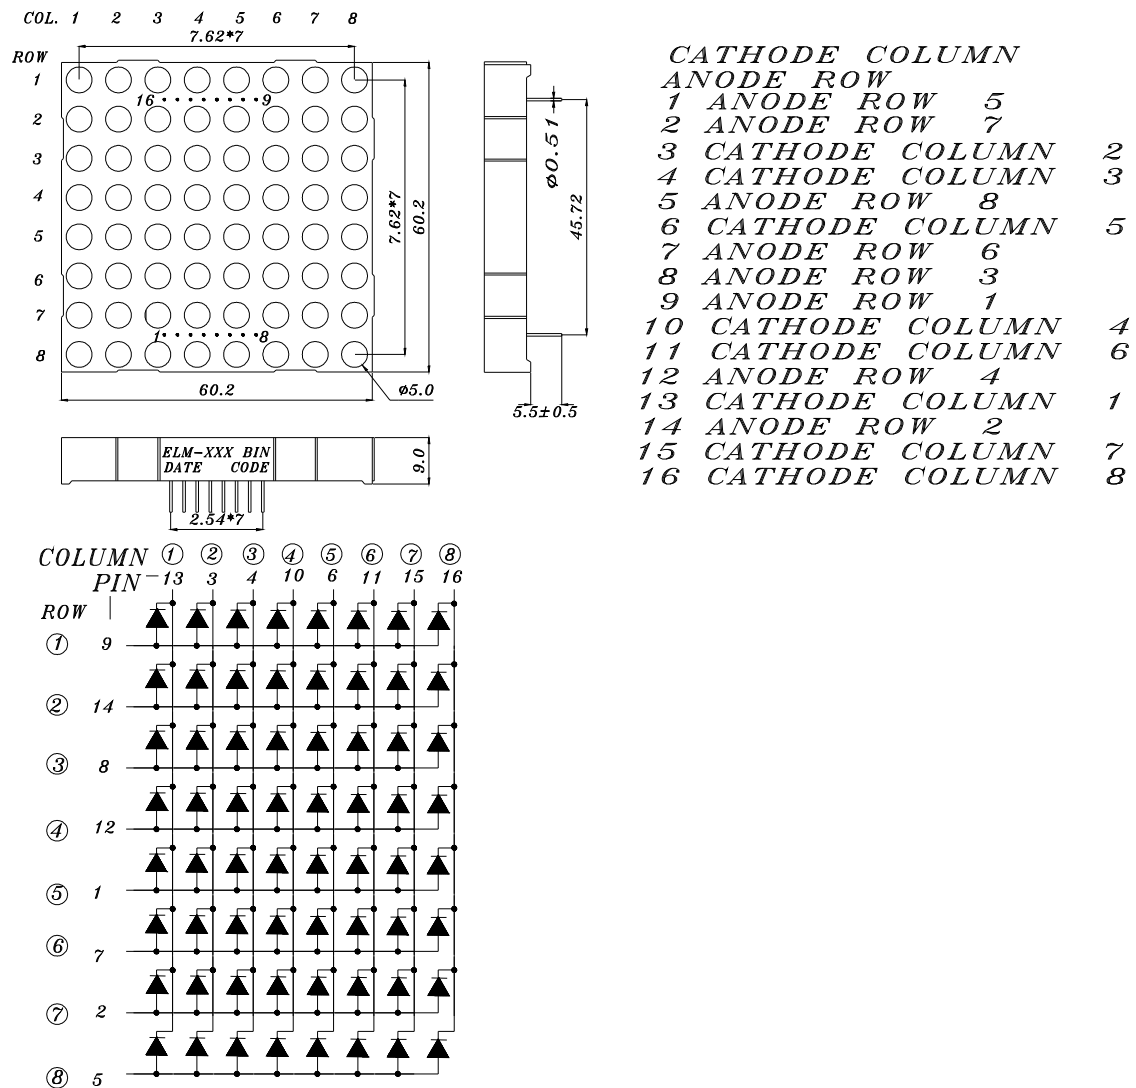 COL. 1 2 3 4 5 6 7 8
7.62*7
ROW
1
16 9
2
3
4
5
6
7
1 8
8
7.62*7
60.2
60.2
ø5.0
ø0.51
45.72
5.5±0.5
ELM-XXX BIN
DATE CODE
9.0
2.54*7
CATHODE COLUMN
ANODE ROW
1 ANODE ROW 5
2 ANODE ROW 7
3 CATHODE COLUMN 2
4 CATHODE COLUMN 3
5 ANODE ROW 8
6 CATHODE COLUMN 5
7 ANODE ROW 6
8 ANODE ROW 3
9 ANODE ROW 1
10 CATHODE COLUMN 4
11 CATHODE COLUMN 6
12 ANODE ROW 4
13 CATHODE COLUMN 1
14 ANODE ROW 2
15 CATHODE COLUMN 7
16 CATHODE COLUMN 8
COLUMN ① ② ③ ④ ⑤ ⑥ ⑦ ⑧
PIN 13 3 4 10 6 11 15 16
ROW
① 9
② 14
③ 8
④ 12
⑤ 1
⑥ 7
⑦ 2
⑧ 5